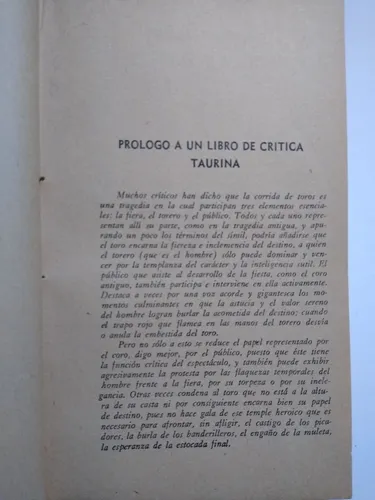 PROLOGO A UN LIBRO DE CRITICA
TAURINA
Muchos críticos han dicho que la corrida de toros es
una tragedia en la cual participan tres elementos esencia-
les: la fiera, el torero y el público. Todos y cada uno repre-
sentan allí su parte, como en la tragedia antigua, y apu-
rando un poco los términos del símil, podría añadirse que
el toro encarna la fiereza e inclemencia del destino, a quien
el torero (que es el hombre) sólo puede dominar y ven-
cer por la templanza del carácter y la inteligencia sutil. El
público que asiste al desarrollo de la fiesta, como el coro
antiguo, también participa e interviene en ella activamente.
Destaca a veces por una voz acorde y gigantesca los mo-
mentos culminantes en que la astucia y el valor sereno
del hombre logran burlar la acometida del destino; cuando
el trapo rojo que flamea en las manos del torero desvía
o anula la embestida del toro.
Pero no sólo a esto se reduce el papel representado por
el coro, digo mejor, por el público, puesto que éste tiene
la función crítica del espectáculo, y también puede exhibir
agresivamente la protesta por las flaquezas temporales del
hombre frente a la fiera, por su torpeza o por su inele-
gancia. Otras veces condena al toro que no está a la altu-
ra de su casta ni por consiguiente encarna bien su papel
de destino, pues no hace gala de ese temple heroico que es
necesario para afrontar, sin afligir, el castigo de los pica-
dores, la burla de los banderilleros, el engaño de la muleta,
la esperanza de la estocada final.